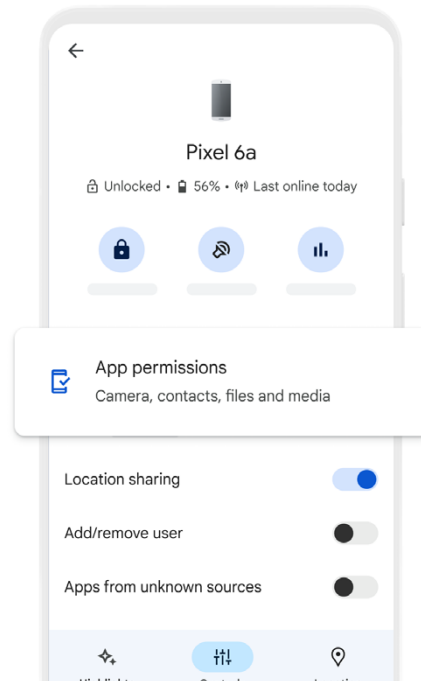 Pixel 6a
Unlocked • 56% • Last online today
App permissions
Camera, contacts, files and media
Location sharing
Add/remove user
Apps from unknown sources